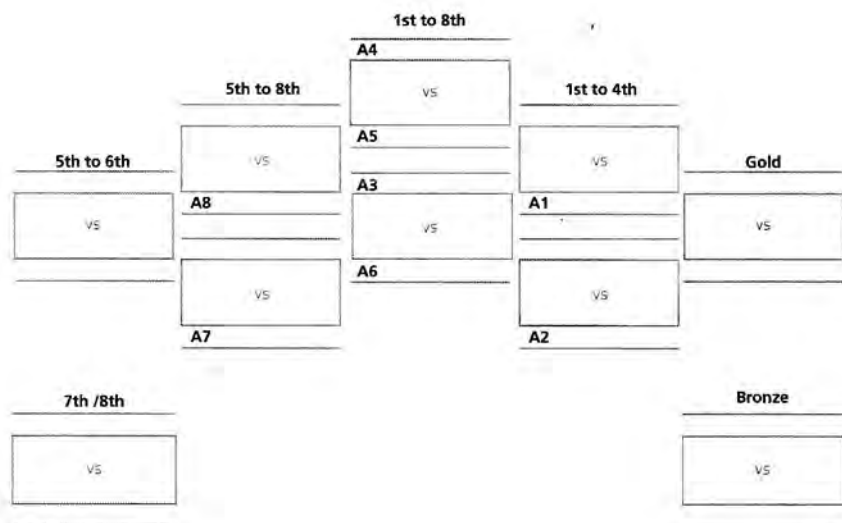 1st to 8th
A4
VS
A5
A3
VS
A6
5th to 8th
VS
A8
VS
A7
1st to 4th
VS
A1
VS
A2
5th to 6th
VS
Gold
VS
7th /8th
VS
Bronze
VS